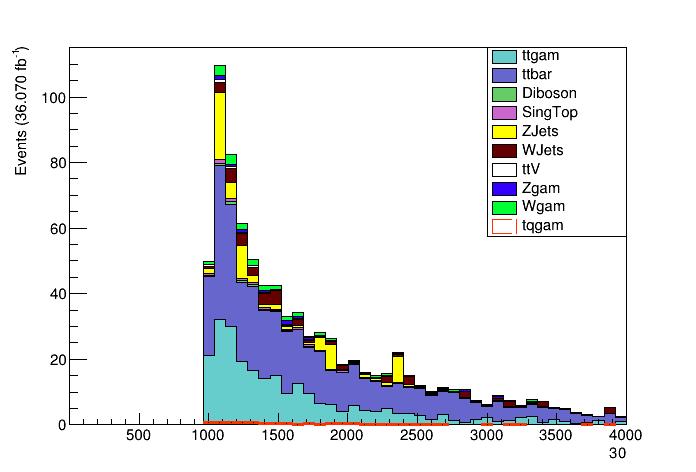 Events (36.070 fb⁻¹)
100
80
60
40
20
0
ttgam
ttbar
Diboson
SingTop
ZJets
WJets
ttV
Zgam
Wgam
tqgam
500 1000 1500 2000 2500 3000 3500 4000
30